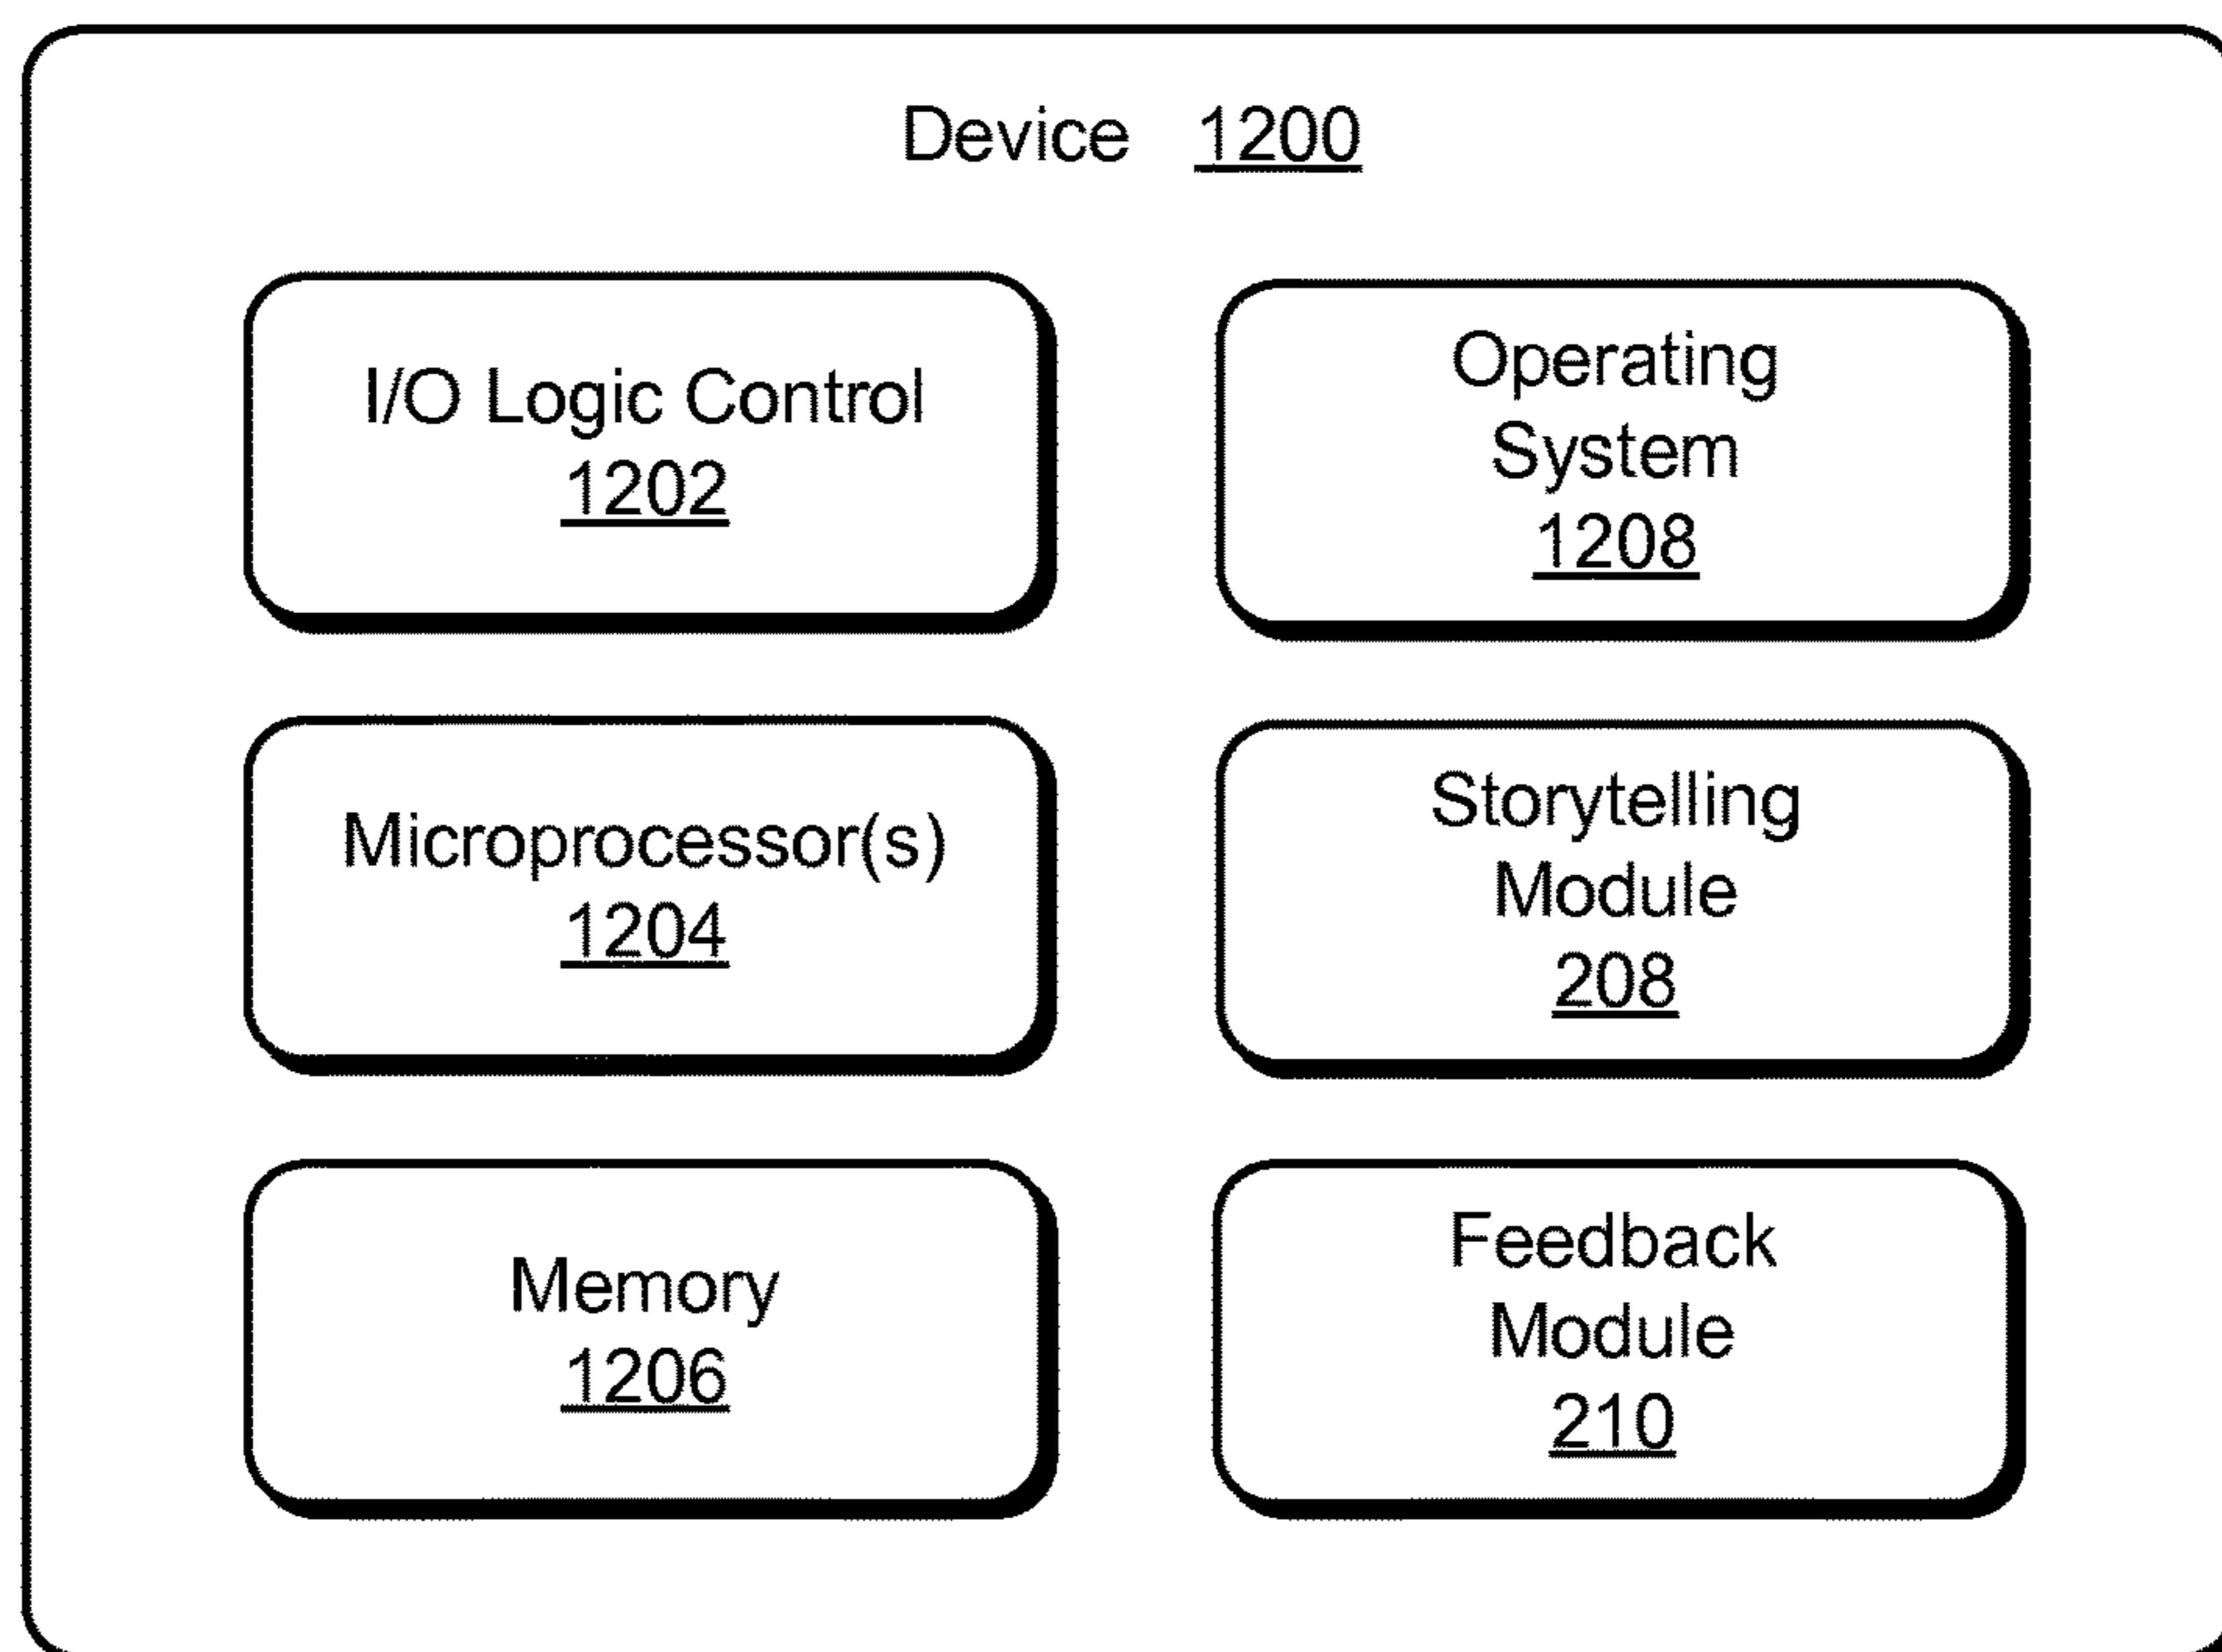 Device 1200
I/O Logic Control
1202
Operating
System
1208
Microprocessor(s)
1204
Storytelling
Module
208
Memory
1206
Feedback
Module
210